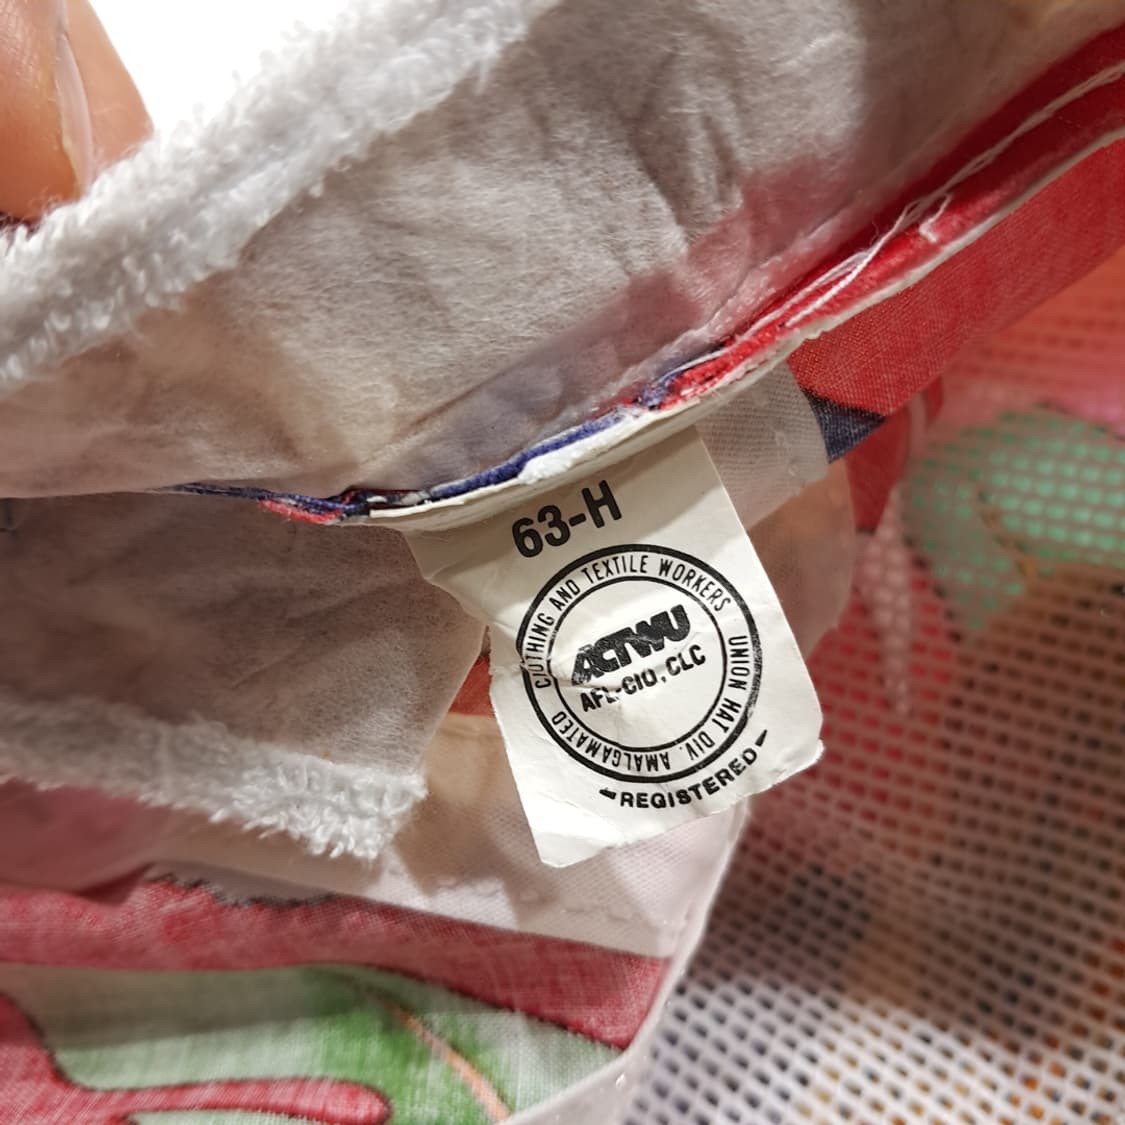 63-H
AMALGAMATED CLOTHING AND TEXTILE WORKERS UNION HAT DIV.
ACTWU
AFL-CIO, CLC
REGISTERED